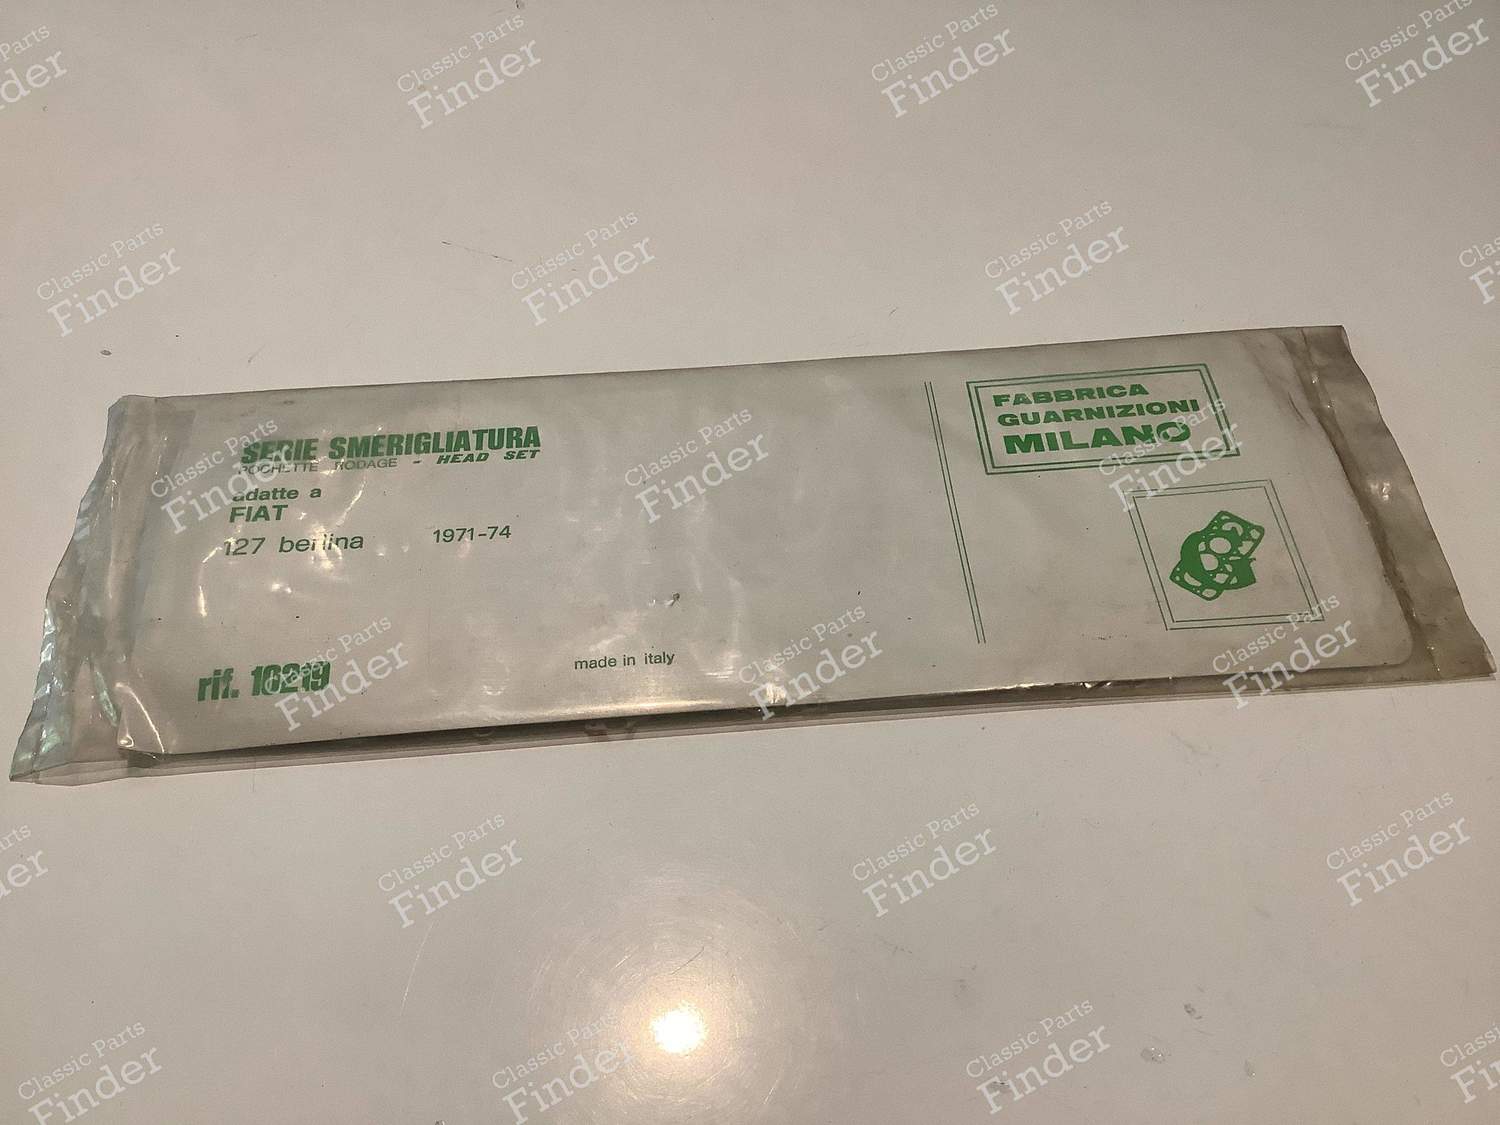 SERIE SMERIGLIATURA
POCHETTE RODAGE - HEAD SET
adatte a
FIAT
127 berlina 1971-74
rif. 10219
made in italy
FABBRICA
GUARNIZIONI
MILANO
Classic Parts
Finder